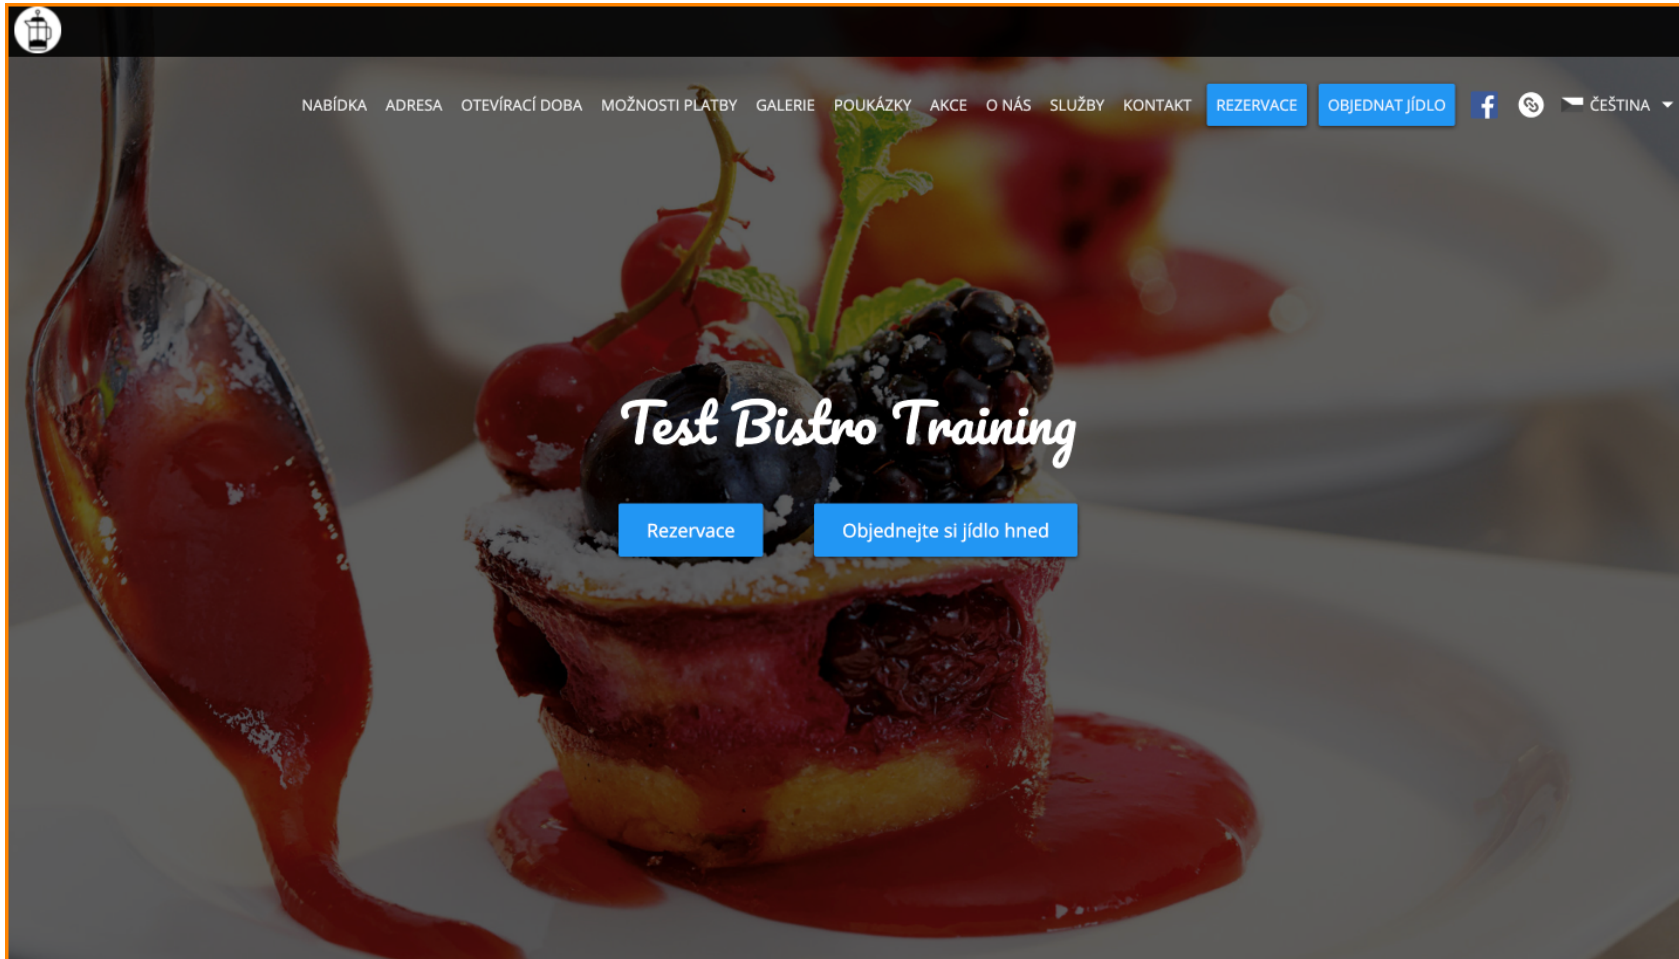 NABÍDKA ADRESA OTEVÍRACÍ DOBA MOŽNOSTI PLATBY GALERIE POUKÁZKY AKCE O NÁS SLUŽBY KONTAKT REZERVACE OBJEDNAT JÍDLO ČEŠTINA
Test Bistro Training
Rezervace Objednejte si jídlo hned